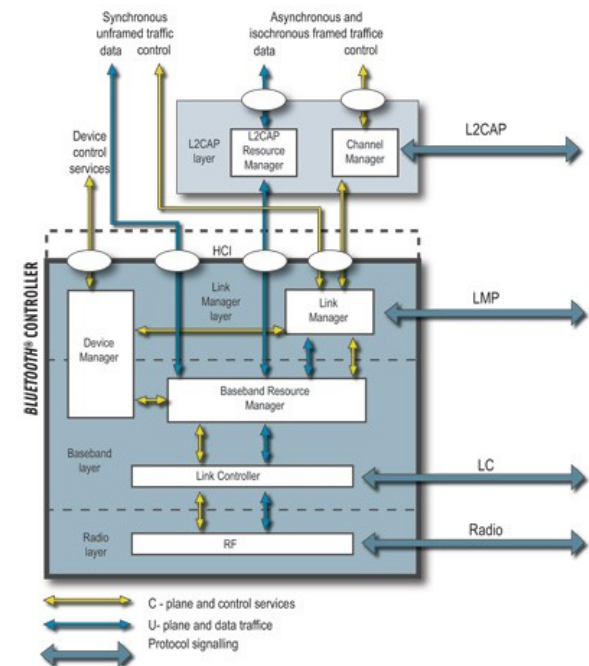 Synchronous
unframed traffic
data control
Asynchronous and
isochronous framed traffice
data control
Device
control
services
L2CAP
layer
L2CAP
Resource
Manager
Channel
Manager
L2CAP
HCI
BLUETOOTH® CONTROLLER
Link
Manager
layer
Link
Manager
LMP
Device
Manager
Baseband Resource
Manager
Baseband
layer
Link Controller
LC
Radio
layer
RF
Radio
C - plane and control services
U- plane and data traffice
Protocol signalling